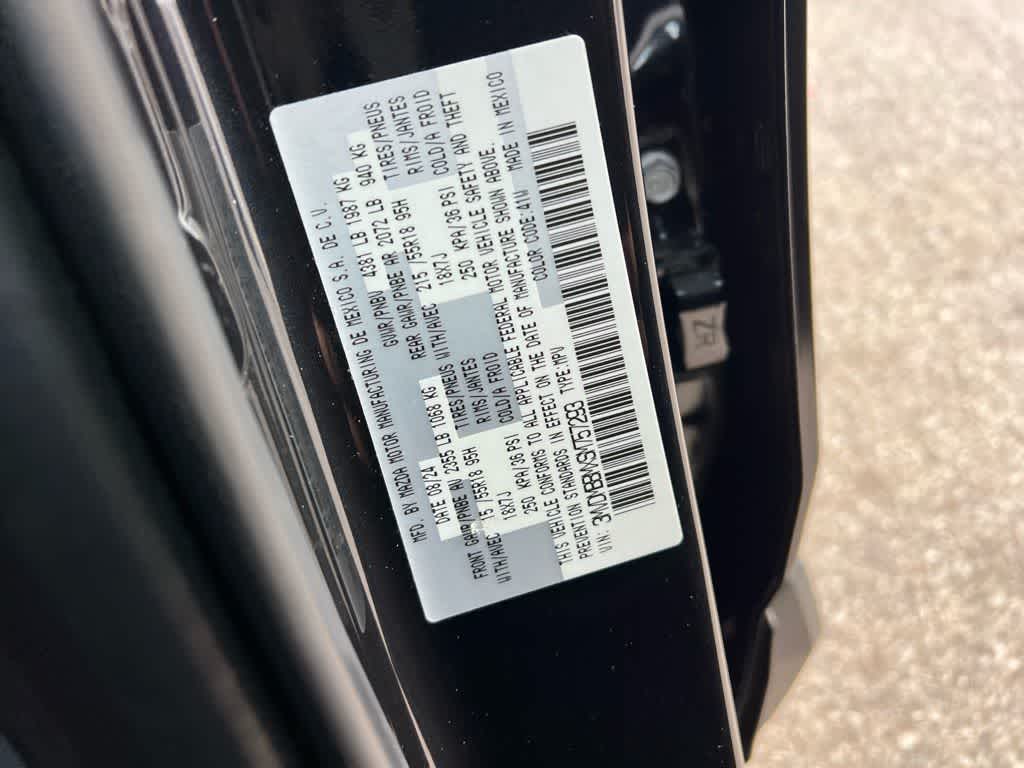 MFD. BY MAZDA MOTOR MANUFACTURING DE MEXICO S.A. DE C.V.
DATE 08/24 GVWR/PNBV 4381 LB 1987 KG
FRONT GAWR/PNBE AV 2355 LB 1068 KG REAR GAWR/PNBE AR 2072 LB 940 KG
WITH/AVEC 215 /55R18 95H TIRES/PNEUS WITH/AVEC 215 /55R18 95H TIRES/PNEUS
18X7J RIMS/JANTES 18X7J RIMS/JANTES
250 KPA/36 PSI COLD/A FROID 250 KPA/36 PSI COLD/A FROID
THIS VEHICLE CONFORMS TO ALL APPLICABLE FEDERAL MOTOR VEHICLE SAFETY AND THEFT
PREVENTION STANDARDS IN EFFECT ON THE DATE OF MANUFACTURE SHOWN ABOVE.
VIN: TYPE:MPV COLOR CODE:41W MADE IN MEXICO